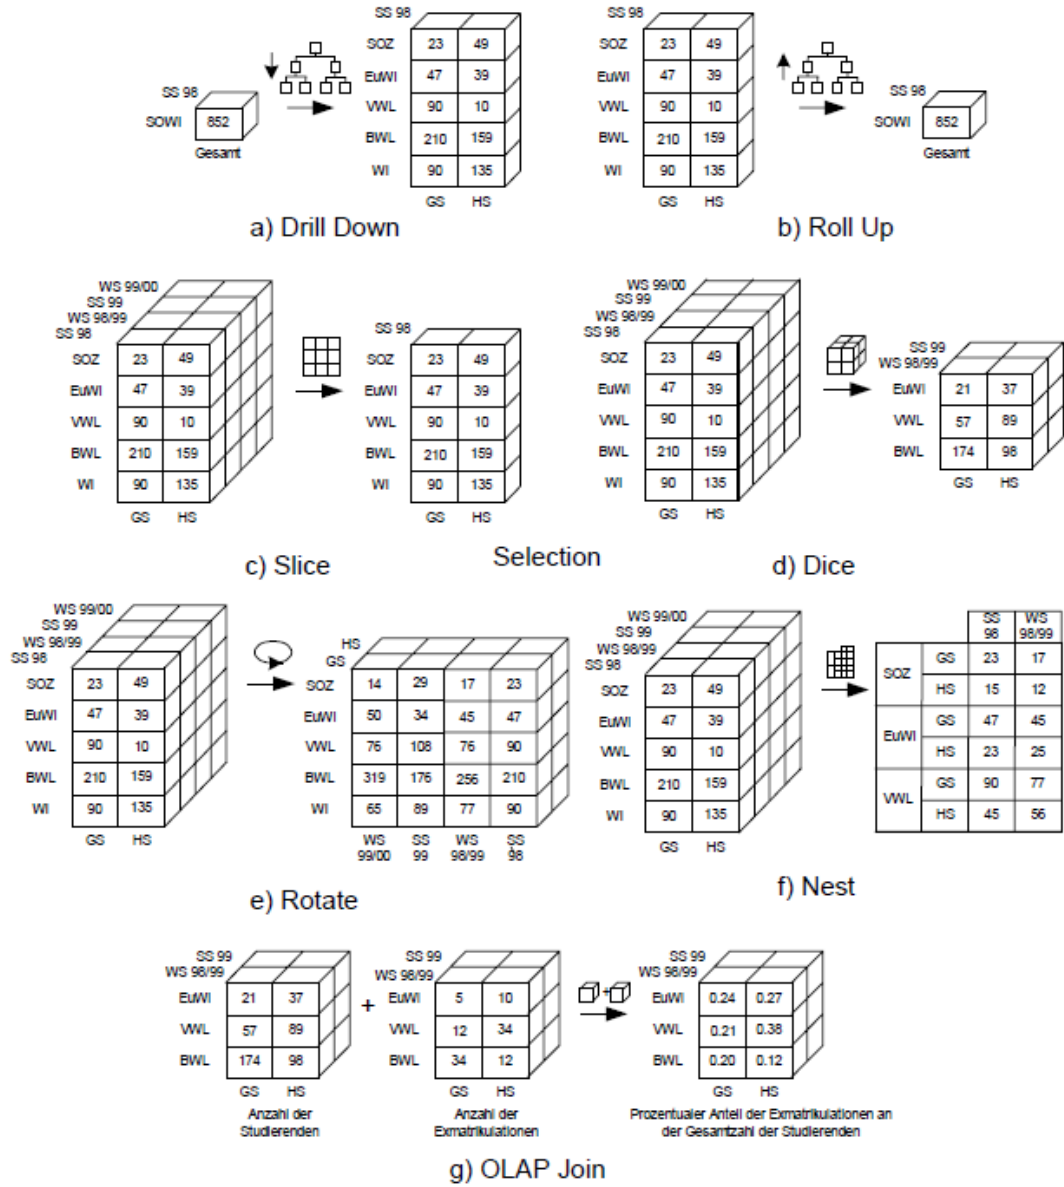 SS 98
SOWI 852
Gesamt
SS 98
SOZ 23 49
EuWI 47 39
VWL 90 10
BWL 210 159
WI 90 135
GS HS
a) Drill Down
SS 98
SOZ 23 49
EuWI 47 39
VWL 90 10
BWL 210 159
WI 90 135
GS HS
SS 98
SOWI 852
Gesamt
b) Roll Up
WS 99/00
SS 99
WS 98/99
SS 98
SOZ 23 49
EuWI 47 39
VWL 90 10
BWL 210 159
WI 90 135
GS HS
SS 98
SOZ 23 49
EuWI 47 39
VWL 90 10
BWL 210 159
WI 90 135
GS HS
c) Slice
Selection
WS 99/00
SS 99
WS 98/99
SS 98
SOZ 23 49
EuWI 47 39
VWL 90 10
BWL 210 159
WI 90 135
GS HS
SS 99
WS 98/99
EuWI 21 37
VWL 57 89
BWL 174 98
GS HS
d) Dice
WS 99/00
SS 99
WS 98/99
SS 98
SOZ 23 49
EuWI 47 39
VWL 90 10
BWL 210 159
WI 90 135
GS HS
HS
GS
SOZ 14 29 17 23
EuWI 50 34 45 47
VWL 76 108 76 90
BWL 319 176 256 210
WI 65 89 77 90
WS SS WS SS
99/00 99 98/99 98
e) Rotate
WS 99/00
SS 99
WS 98/99
SS 98
SOZ 23 49
EuWI 47 39
VWL 90 10
BWL 210 159
WI 90 135
GS HS
SS WS
98 98/99
SOZ GS 23 17
HS 15 12
EuWI GS 47 45
HS 23 25
VWL GS 90 77
HS 45 56
f) Nest
SS 99
WS 98/99
EuWI 21 37
VWL 57 89
BWL 174 98
GS HS
Anzahl der
Studierenden
+
SS 99
WS 98/99
5 10
12 34
34 12
GS HS
Anzahl der
Exmatrikulationen
+
SS 99
WS 98/99
EuWI 0.24 0.27
VWL 0.21 0.38
BWL 0.20 0.12
GS HS
Prozentualer Anteil der Exmatrikulationen an
der Gesamtzahl der Studierenden
g) OLAP Join